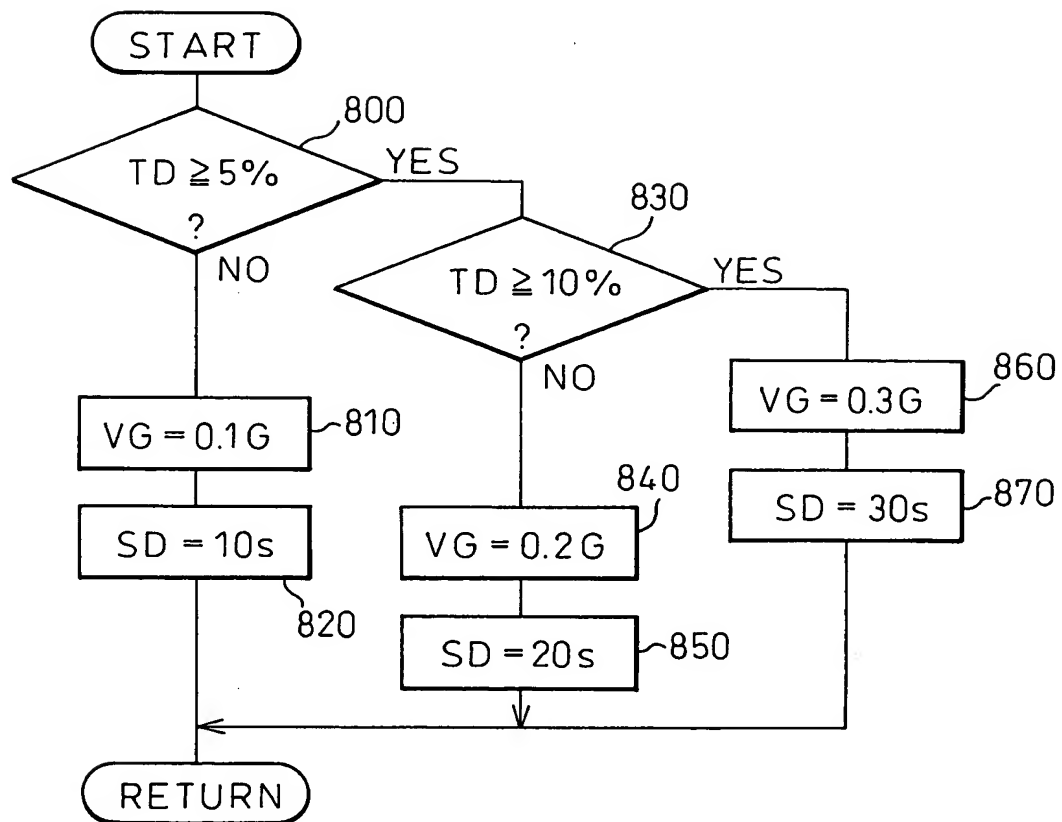 START
800
TD ≧ 5%
?
YES
NO
830
TD ≧ 10%
?
YES
NO
810
VG = 0.1G
860
VG = 0.3G
SD = 10s
820
840
VG = 0.2G
870
SD = 30s
SD = 20s
850
RETURN